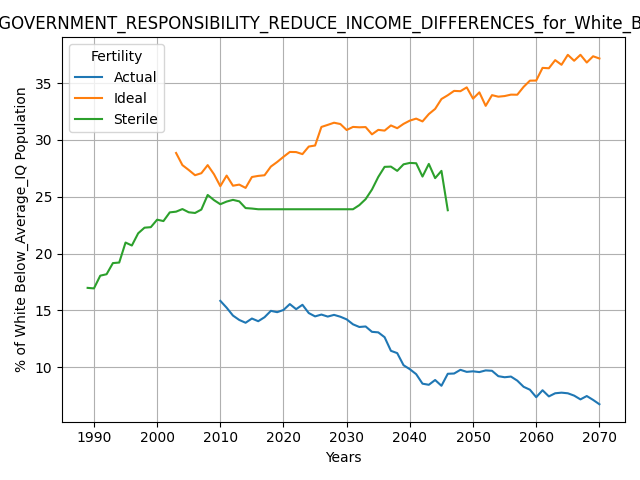 GOVERNMENT_RESPONSIBILITY_REDUCE_INCOME_DIFFERENCES_for_White_B
Fertility
Actual
Ideal
Sterile
% of White Below_Average_IQ Population
35
30
25
20
15
10
1990 2000 2010 2020 2030 2040 2050 2060 2070
Years